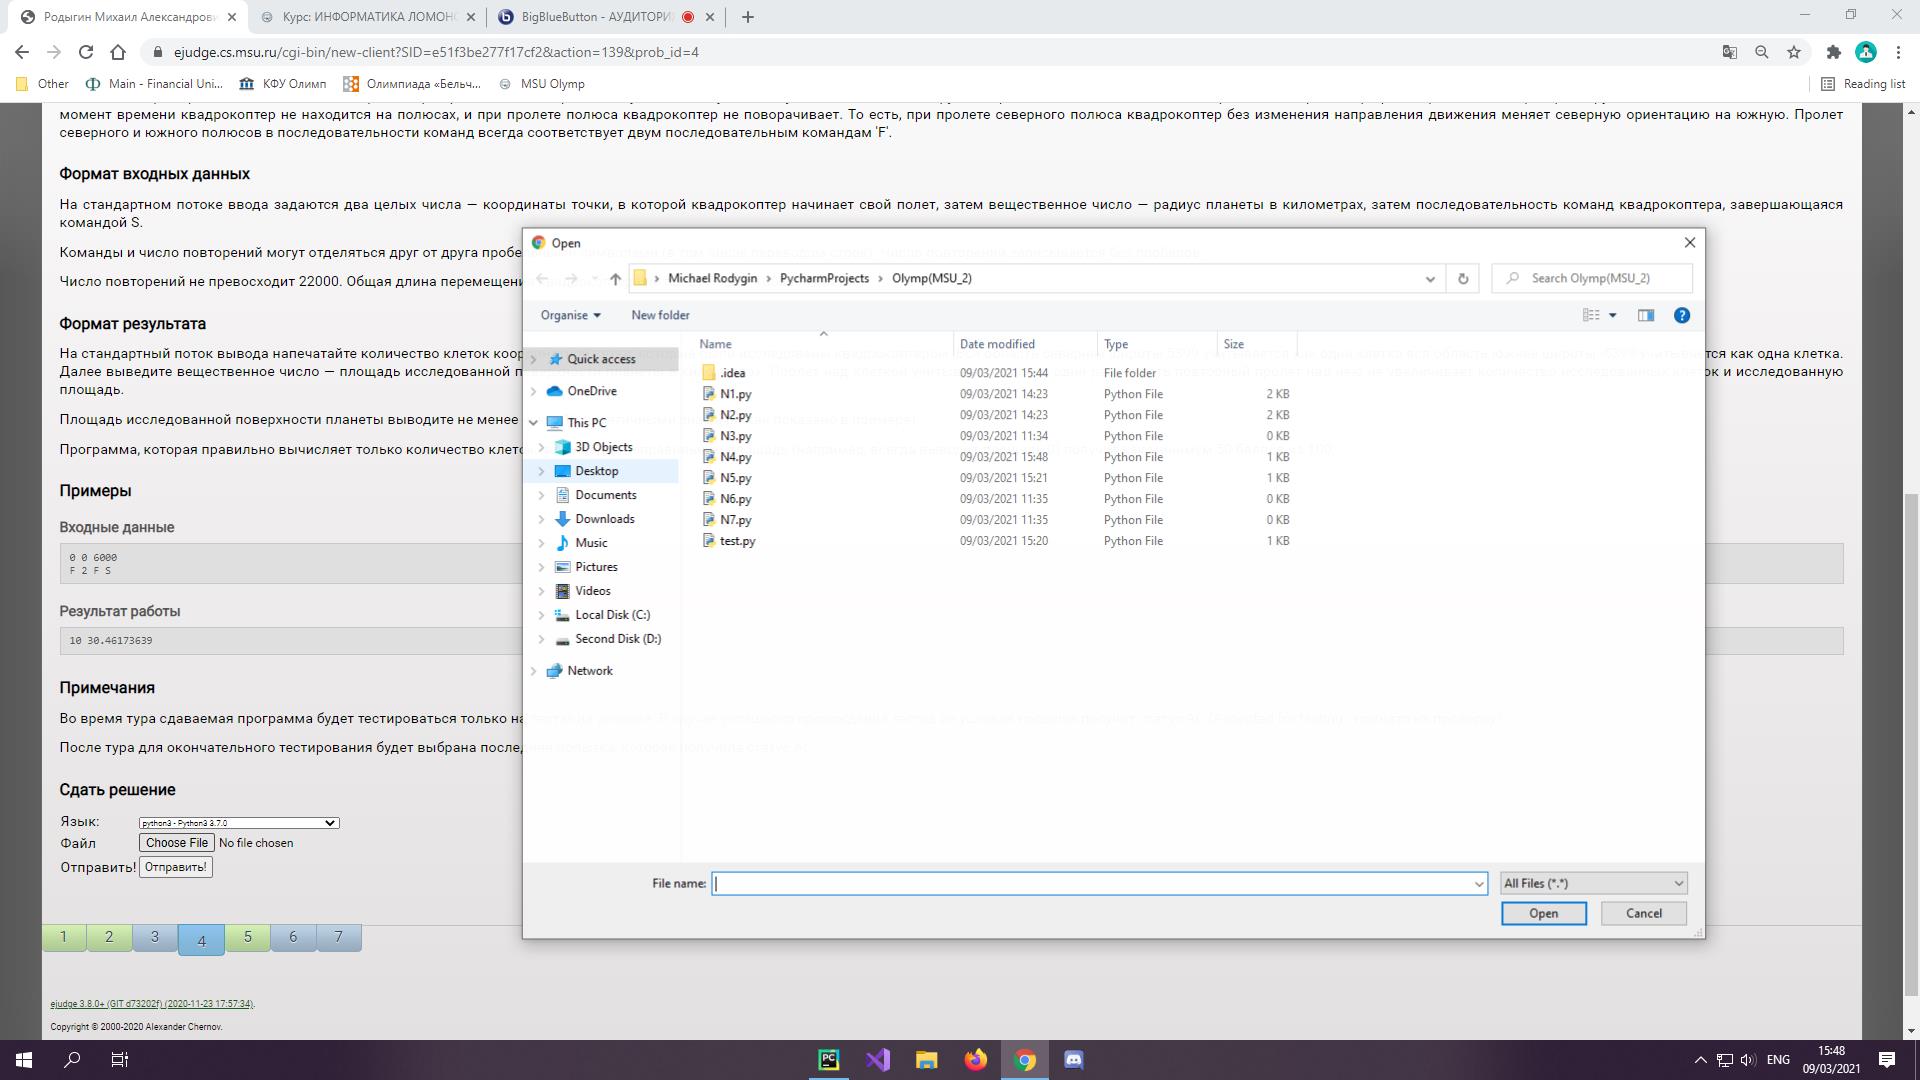 Родыгин Михаил Александрови
Курс: ИНФОРМАТИКА ЛОМОНО
BigBlueButton - АУДИТОРИ
ejudge.cs.msu.ru/cgi-bin/new-client?SID=e51f3be277f17cf2&action=139&prob_id=4
Other
Main - Financial Uni...
КФУ Олимп
Олимпиада «Бельч...
MSU Olymp
Reading list
момент времени квадрокоптер не находится на полюсах, и при пролете полюса квадрокоптер не поворачивает. То есть, при пролете северного полюса квадрокоптер без изменения направления движения меняет северную ориентацию на южную. Пролет
северного и южного полюсов в последовательности команд всегда соответствует двум последовательным командам 'F'.
Формат входных данных
На стандартном потоке ввода задаются два целых числа — координаты точки, в которой квадрокоптер начинает свой полет, затем вещественное число — радиус планеты в километрах, затем последовательность команд квадрокоптера, завершающаяся
командой S.
Команды и число повторений могут отделяться друг от друга пробе
Число повторений не превосходит 22000. Общая длина перемещени
Формат результата
На стандартный поток вывода напечатайте количество клеток коор
тся как одна клетка.
Далее выведите вещественное число — площадь исследованной п
ок и исследованную
площадь.
Площадь исследованной поверхности планеты выводите не менее
Программа, которая правильно вычисляет только количество клето
Примеры
Входные данные
0 0 6000
F 2 F S
Результат работы
10 30.46173639
Примечания
Во время тура сдаваемая программа будет тестироваться только на
После тура для окончательного тестирования будет выбрана после
Сдать решение
Язык:
python3 - Python3 3.7.0
Файл
Choose File
No file chosen
Отправить!
Отправить!
1
2
3
4
5
6
7
ejudge 3.8.0+ (GIT d73202f) (2020-11-23 17:57:34).
Copyright © 2000-2020 Alexander Chernov.
Open
Michael Rodygin
PycharmProjects
Olymp(MSU_2)
Search Olymp(MSU_2)
Organise
New folder
Quick access
OneDrive
This PC
3D Objects
Desktop
Documents
Downloads
Music
Pictures
Videos
Local Disk (C:)
Second Disk (D:)
Network
Name Date modified Type Size
.idea 09/03/2021 15:44 File folder
N1.py 09/03/2021 14:23 Python File 2 KB
N2.py 09/03/2021 14:23 Python File 2 KB
N3.py 09/03/2021 11:34 Python File 0 KB
N4.py 09/03/2021 15:48 Python File 1 KB
N5.py 09/03/2021 15:21 Python File 1 KB
N6.py 09/03/2021 11:35 Python File 0 KB
N7.py 09/03/2021 11:35 Python File 0 KB
test.py 09/03/2021 15:20 Python File 1 KB
File name:
All Files (*.*)
Open
Cancel
PC
ENG
15:48
09/03/2021